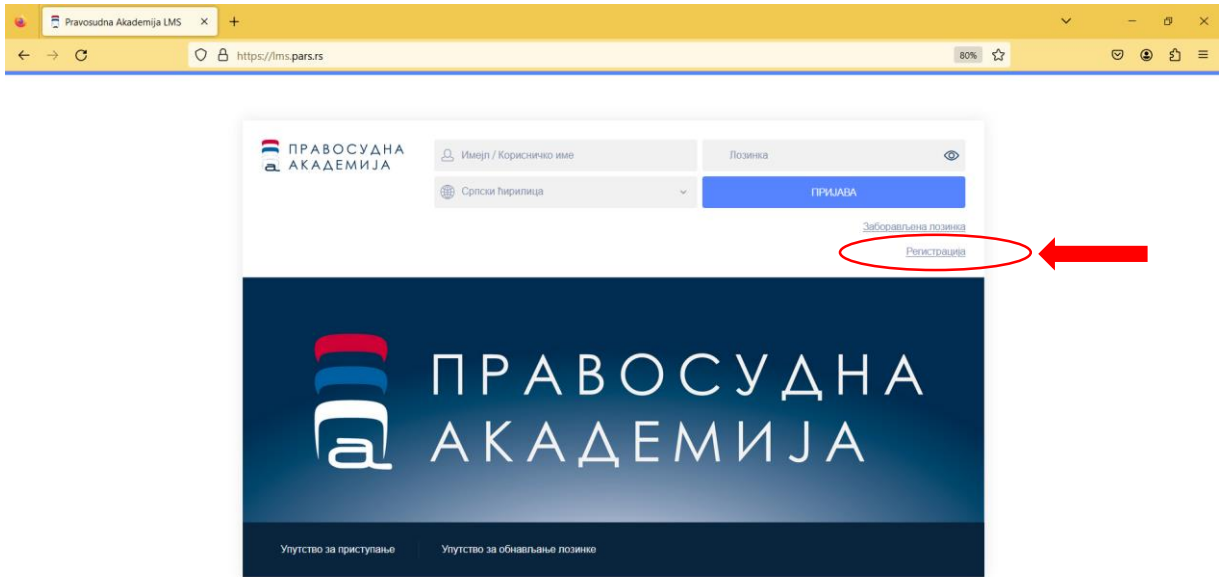 Pravosudna Akademija LMS
https://lms.pars.rs
80%
ПРАВОСУДНА
АКАДЕМИЈА
Имејл / Корисничко име
Лозинка
Српски ћирилица
ПРИЈАВА
Заборављена лозинка
Регистрација
ПРАВОСУДНА
АКАДЕМИЈА
Упутство за приступање
Упутство за обнављање лозинке